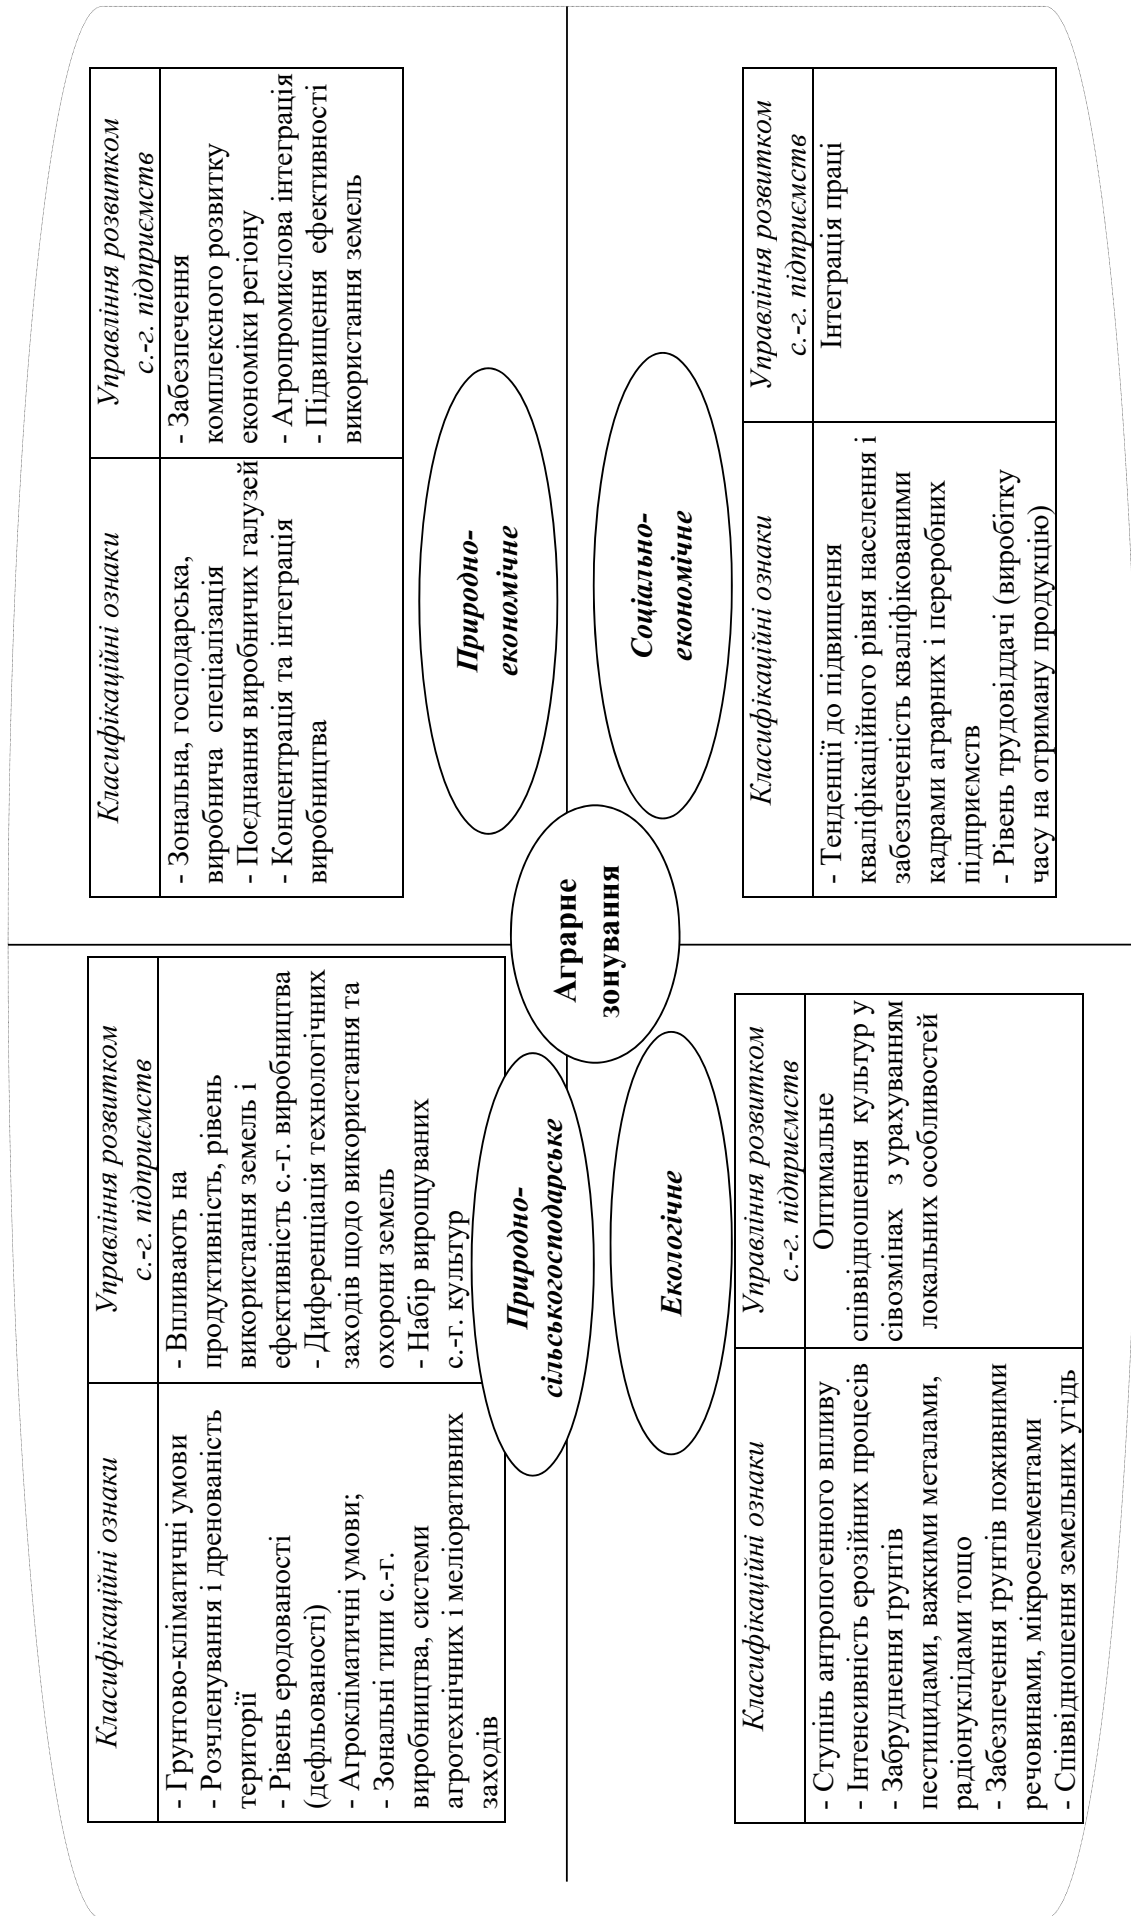 Класифікаційні ознаки
Управління розвитком
с.-г. підприємств
- Ґрунтово-кліматичні умови
- Розчленування і дренованість
території
- Рівень еродованості
(дефльованості)
- Агрокліматичні умови;
- Зональні типи с.-г.
виробництва, системи
агротехнічних і меліоративних
заходів
- Впливають на
продуктивність, рівень
використання земель і
ефективність с.-г. виробництва
- Диференціація технологічних
заходів щодо використання та
охорони земель
- Набір вирощуваних
с.-г. культур
Класифікаційні ознаки
Управління розвитком
с.-г. підприємств
- Зональна, господарська,
виробнича спеціалізація
- Поєднання виробничих галузей
- Концентрація та інтеграція
виробництва
- Забезпечення
комплексного розвитку
економіки регіону
- Агропромислова інтеграція
- Підвищення ефективності
використання земель
Природно-
сільськогосподарське
Природно-
економічне
Аграрне
зонування
Екологічне
Соціально-
економічне
Класифікаційні ознаки
Управління розвитком
с.-г. підприємств
- Ступінь антропогенного впливу
- Інтенсивність ерозійних процесів
- Забруднення ґрунтів
пестицидами, важкими металами,
радіонуклідами тощо
- Забезпечення ґрунтів поживними
речовинами, мікроелементами
- Співвідношення земельних угідь
Оптимальне
співвідношення культур у
сівозмінах з урахуванням
локальних особливостей
Класифікаційні ознаки
Управління розвитком
с.-г. підприємств
- Тенденції до підвищення
кваліфікаційного рівня населення і
забезпеченість кваліфікованими
кадрами аграрних і переробних
підприємств
- Рівень трудовіддачі (виробітку
часу на отриману продукцію)
Інтеграція праці